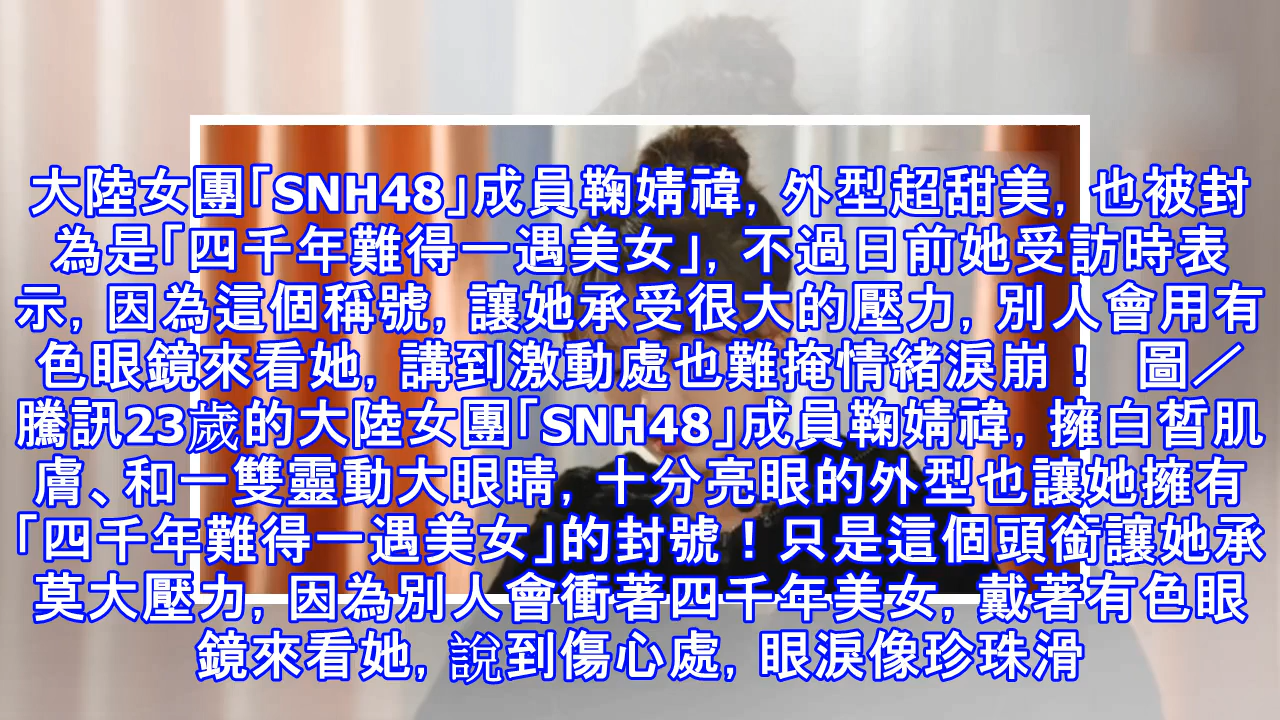 大陸女團「SNH48」成員鞠婧禕, 外型超甜美, 也被封
為是「四千年難得一遇美女」, 不過日前她受訪時表
示, 因為這個稱號, 讓她承受很大的壓力, 別人會用有
色眼鏡來看她, 講到激動處也難掩情緒淚崩！ 圖／
騰訊23歲的大陸女團「SNH48」成員鞠婧禕, 擁白皙肌
膚、和一雙靈動大眼睛, 十分亮眼的外型也讓她擁有
「四千年難得一遇美女」的封號！只是這個頭銜讓她承
莫大壓力, 因為別人會衝著四千年美女, 戴著有色眼
鏡來看她, 說到傷心處, 眼淚像珍珠滑